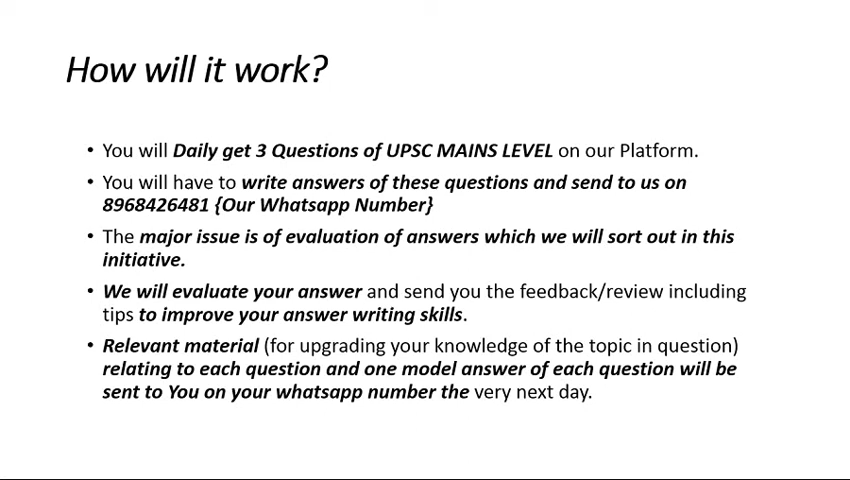 How will it work?
• You will Daily get 3 Questions of UPSC MAINS LEVEL on our Platform.
• You will have to write answers of these questions and send to us on
8968426481 {Our Whatsapp Number}
• The major issue is of evaluation of answers which we will sort out in this
initiative.
• We will evaluate your answer and send you the feedback/review including
tips to improve your answer writing skills.
• Relevant material (for upgrading your knowledge of the topic in question)
relating to each question and one model answer of each question will be
sent to You on your whatsapp number the very next day.